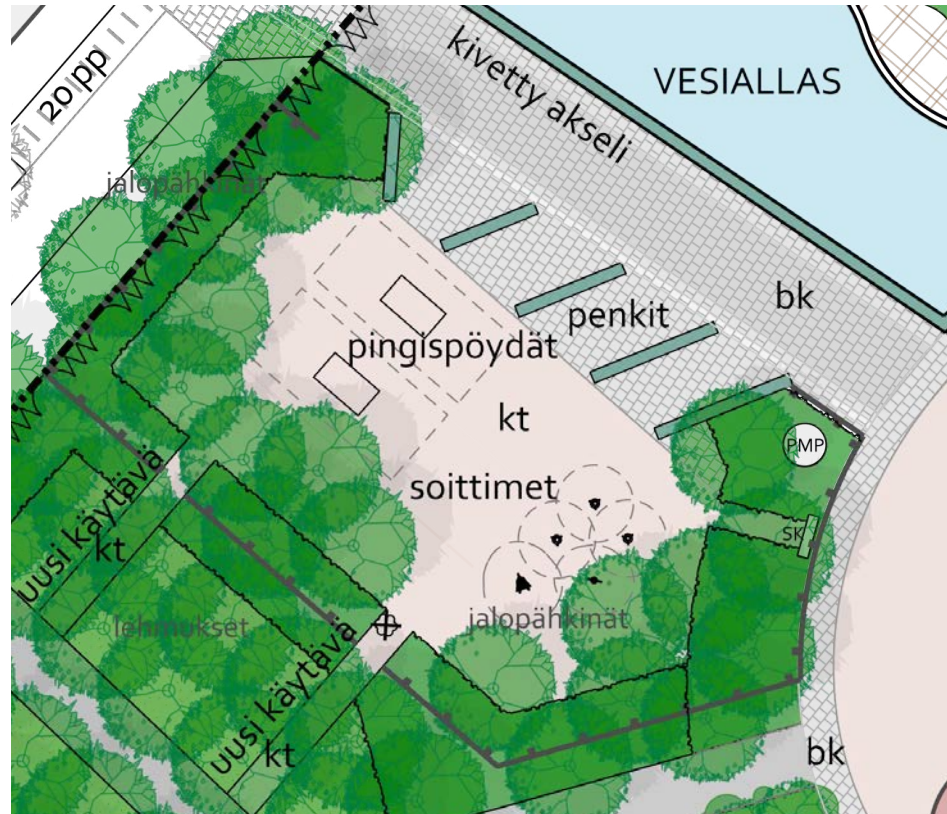 kivetty akseli
VESIALLAS
20 pp
jalopähkinät
bk
penkit
pingispöydät
kt
soittimet
PMP
uusi käytävä
kt
SK
lehmukset
jalopähkinät
uusi käytävä
kt
bk